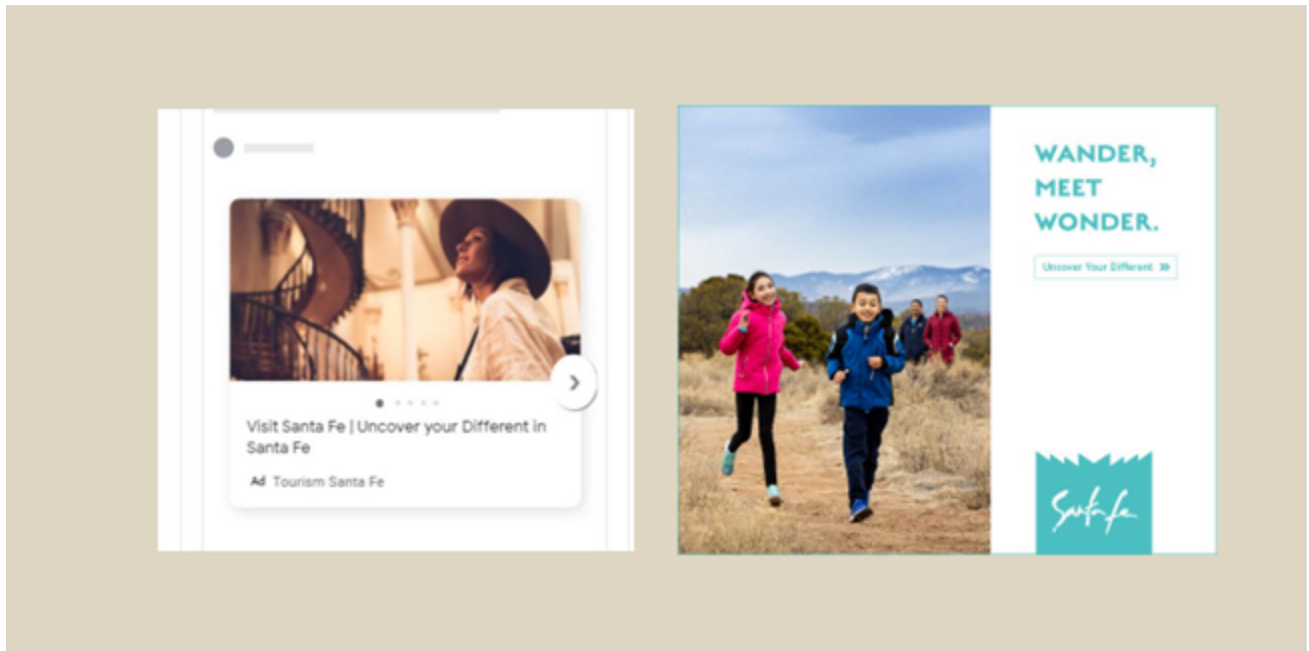 Visit Santa Fe | Uncover your Different in
Santa Fe
Ad Tourism Santa Fe
WANDER,
MEET
WONDER.
Uncover Your Different »
Santa fe